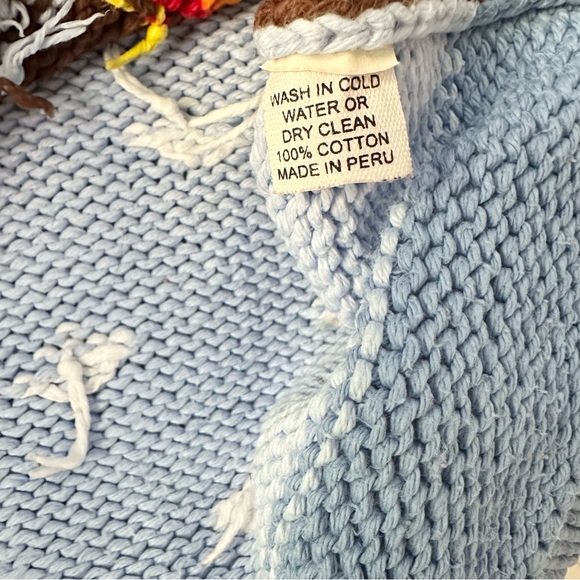 WASH IN COLD
WATER OR
DRY CLEAN
100% COTTON
MADE IN PERU